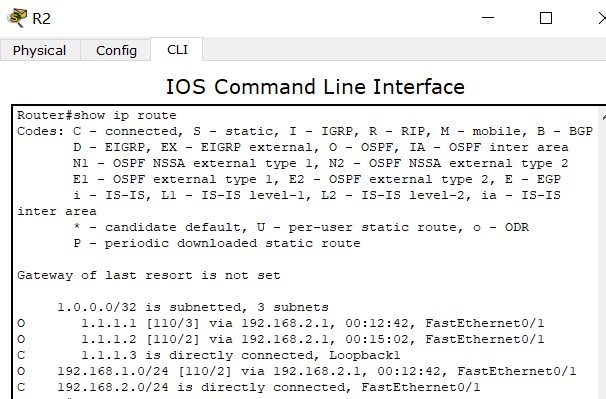 R2
Physical Config CLI
IOS Command Line Interface
Router#show ip route
Codes: C - connected, S - static, I - IGRP, R - RIP, M - mobile, B - BGP
       D - EIGRP, EX - EIGRP external, O - OSPF, IA - OSPF inter area
       N1 - OSPF NSSA external type 1, N2 - OSPF NSSA external type 2
       E1 - OSPF external type 1, E2 - OSPF external type 2, E - EGP
       i - IS-IS, L1 - IS-IS level-1, L2 - IS-IS level-2, ia - IS-IS
inter area
       * - candidate default, U - per-user static route, o - ODR
       P - periodic downloaded static route
Gateway of last resort is not set
     1.0.0.0/32 is subnetted, 3 subnets
O       1.1.1.1 [110/3] via 192.168.2.1, 00:12:42, FastEthernet0/1
O       1.1.1.2 [110/2] via 192.168.2.1, 00:15:02, FastEthernet0/1
C       1.1.1.3 is directly connected, Loopback1
O    192.168.1.0/24 [110/2] via 192.168.2.1, 00:12:42, FastEthernet0/1
C    192.168.2.0/24 is directly connected, FastEthernet0/1